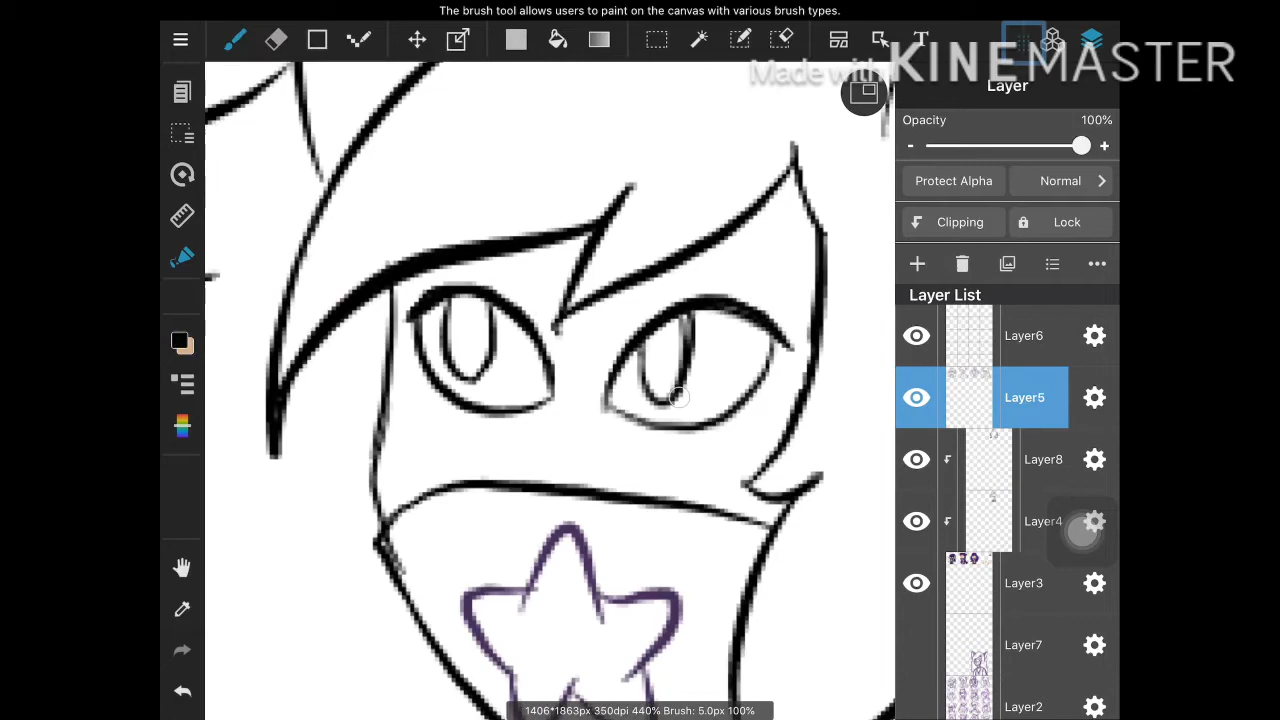 The brush tool allows users to paint on the canvas with various brush types.
T
Made with KINEMASTER
Layer
Opacity 100%
- +
Protect Alpha Normal
Clipping Lock
Layer List
Layer6
Layer5
Layer8
Layer4
Layer3
Layer7
Layer2
1406*1863px 350dpi 440% Brush: 5.0px 100%